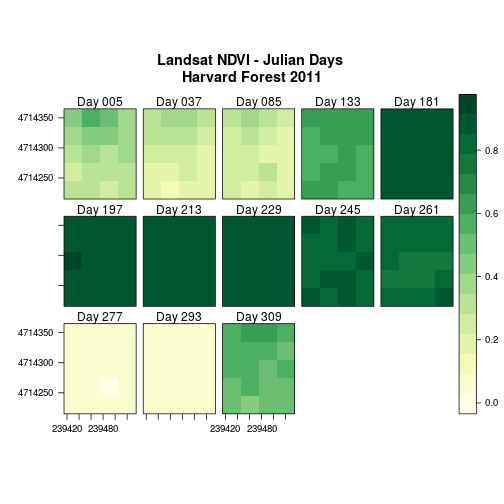 Landsat NDVI - Julian Days
Harvard Forest 2011
Day 005 Day 037 Day 085 Day 133 Day 181
4714350
4714300
4714250
0.8
Day 197 Day 213 Day 229 Day 245 Day 261
0.6
0.4
Day 277 Day 293 Day 309
4714350
4714300
4714250
0.2
0.0
239420 239480 239420 239480